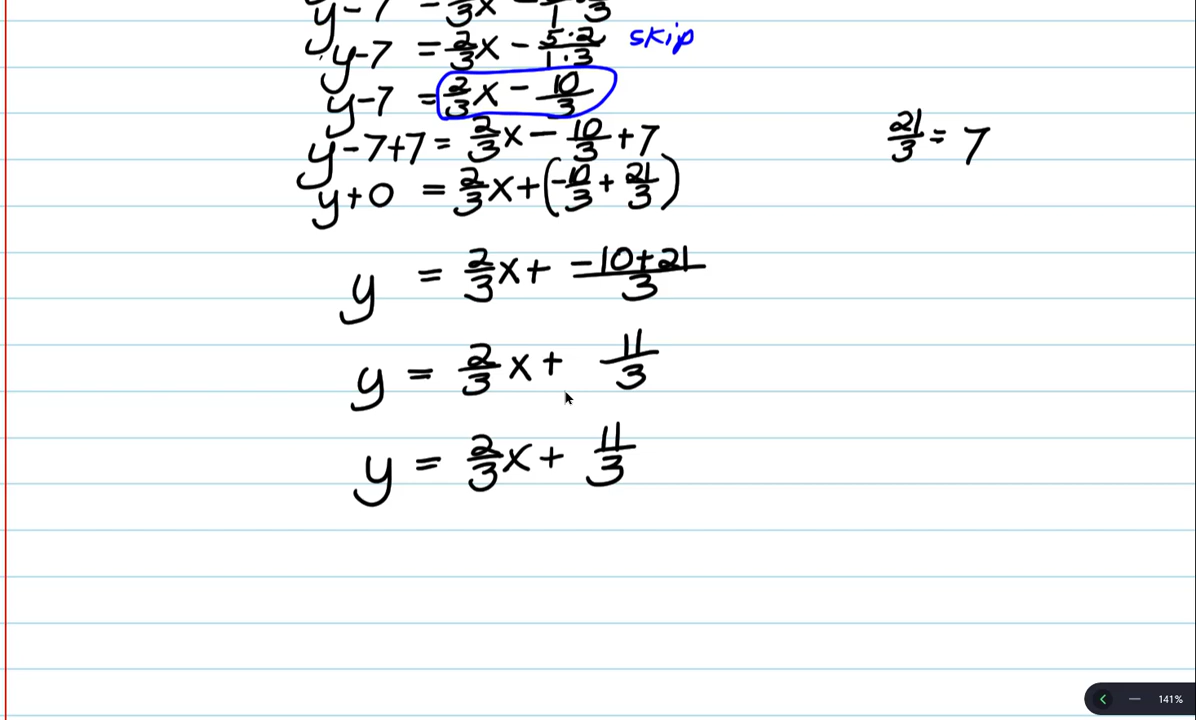 y-7 = 2/3x - 5·2/1·3 skip
y-7 = 2/3x - 10/3
y-7+7 = 2/3x - 10/3 +7 21/3 = 7
y+0 = 2/3x+(-10/3 + 21/3)
y = 2/3x+ -10+21/3
y = 2/3x+ 11/3
y = 2/3x+ 11/3
141%